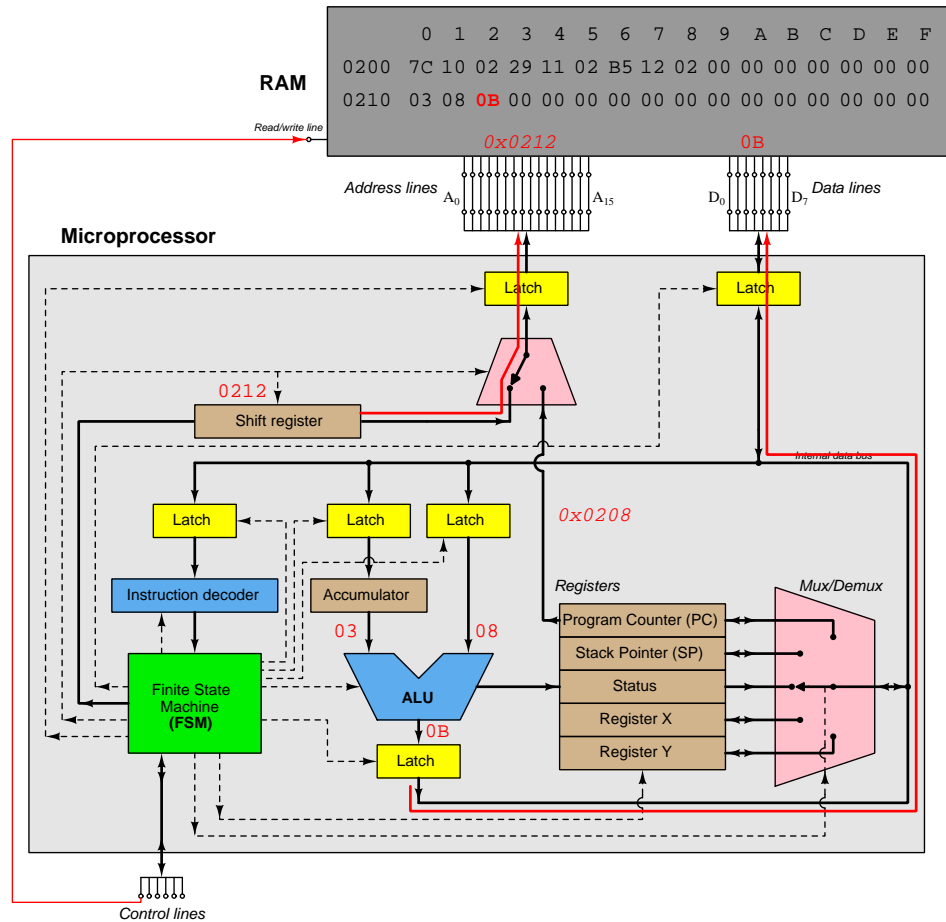 0 1 2 3 4 5 6 7 8 9 A B C D E F
0200 7C 10 02 29 11 02 B5 12 02 00 00 00 00 00 00 00
RAM
0210 03 08 0B 00 00 00 00 00 00 00 00 00 00 00 00 00
Read/write line
0x0212 0B
Address lines A0 A15 D0 D7 Data lines
Microprocessor
Latch Latch
0212
Shift register
Internal data bus
Latch Latch Latch
0x0208
Instruction decoder Accumulator
Registers Mux/Demux
03 08
Program Counter (PC)
Stack Pointer (SP)
Finite State
Machine
(FSM)
ALU
Status
Register X
0B
Register Y
Latch
Control lines